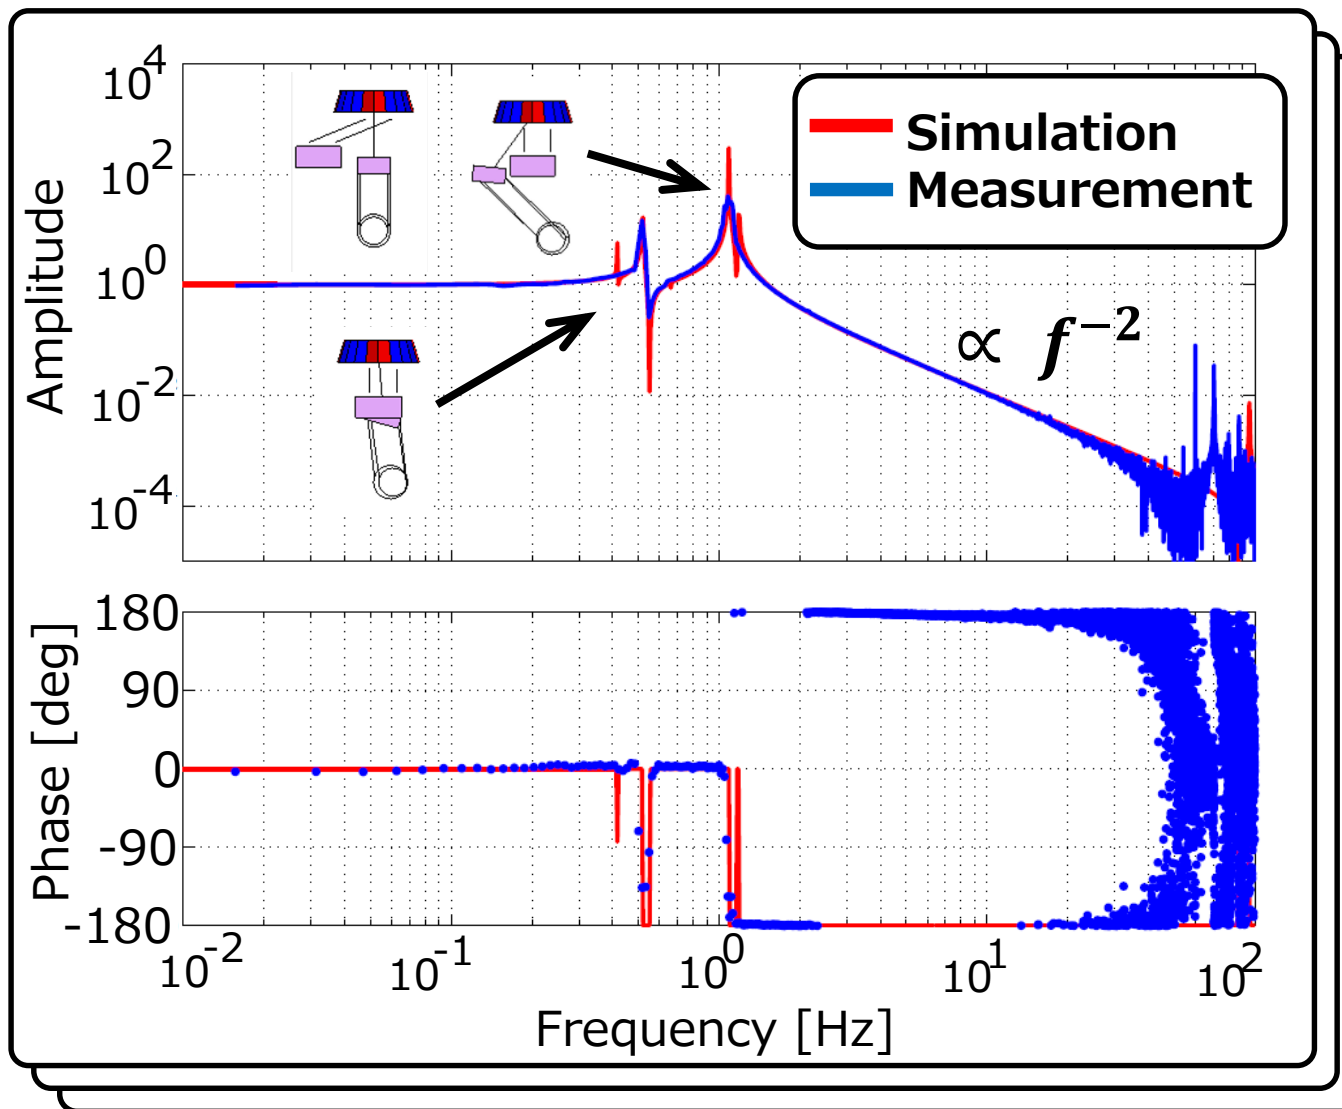 Amplitude
10^4
10^2
10^0
10^-2
10^-4
Simulation
Measurement
∝ f^−2
Phase [deg]
180
90
0
-90
-180
10^-2 10^-1 10^0 10^1 10^2
Frequency [Hz]